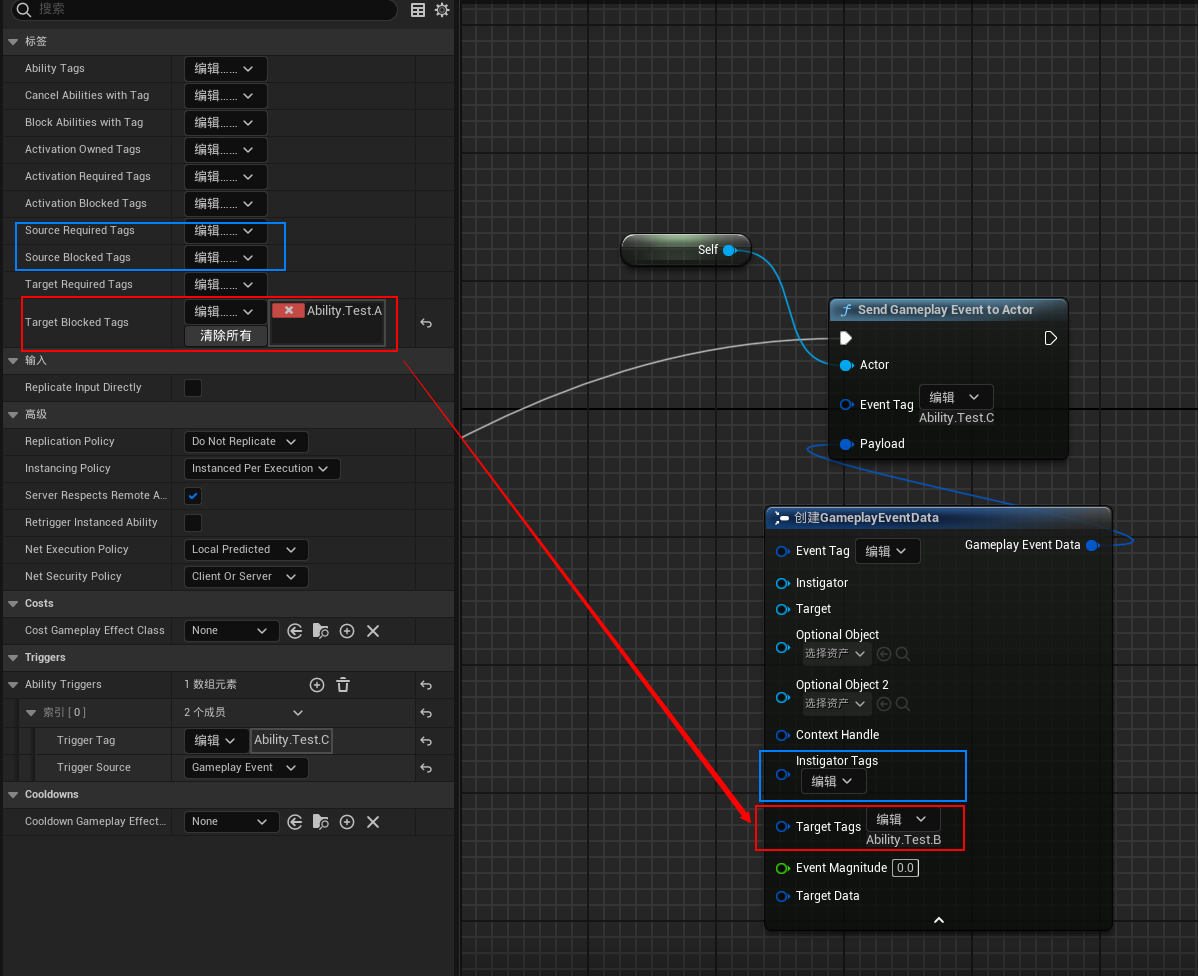 搜索
标签
Ability Tags 编辑......
Cancel Abilities with Tag 编辑......
Block Abilities with Tag 编辑......
Activation Owned Tags 编辑......
Activation Required Tags 编辑......
Activation Blocked Tags 编辑......
Source Required Tags 编辑......
Source Blocked Tags 编辑......
Target Required Tags 编辑......
Target Blocked Tags 编辑...... Ability.Test.A
清除所有
输入
Replicate Input Directly
高级
Replication Policy Do Not Replicate
Instancing Policy Instanced Per Execution
Server Respects Remote A...
Retrigger Instanced Ability
Net Execution Policy Local Predicted
Net Security Policy Client Or Server
Costs
Cost Gameplay Effect Class None
Triggers
Ability Triggers 1 数组元素
索引 [ 0 ] 2 个成员
Trigger Tag 编辑 Ability.Test.C
Trigger Source Gameplay Event
Cooldowns
Cooldown Gameplay Effect... None
Self
Send Gameplay Event to Actor
Actor
Event Tag 编辑
Ability.Test.C
Payload
创建GameplayEventData
Event Tag 编辑 Gameplay Event Data
Instigator
Target
Optional Object
选择资产
Optional Object 2
选择资产
Context Handle
Instigator Tags
编辑
Target Tags 编辑
Ability.Test.B
Event Magnitude 0.0
Target Data